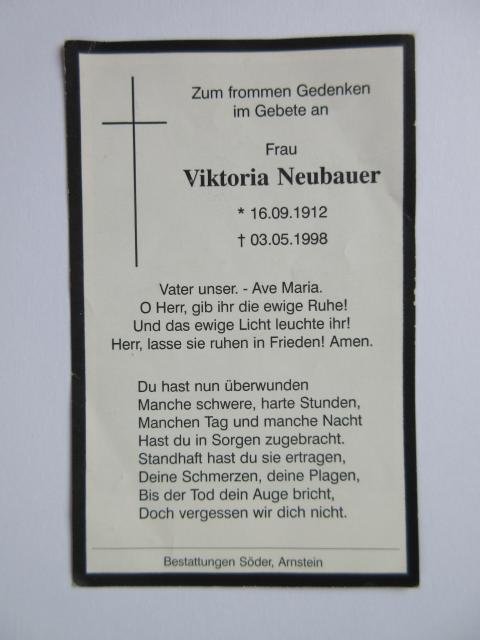 Zum frommen Gedenken
im Gebete an
Frau
Viktoria Neubauer
* 16.09.1912
† 03.05.1998
Vater unser. - Ave Maria.
O Herr, gib ihr die ewige Ruhe!
Und das ewige Licht leuchte ihr!
Herr, lasse sie ruhen in Frieden! Amen.
Du hast nun überwunden
Manche schwere, harte Stunden,
Manchen Tag und manche Nacht
Hast du in Sorgen zugebracht.
Standhaft hast du sie ertragen,
Deine Schmerzen, deine Plagen,
Bis der Tod dein Auge bricht,
Doch vergessen wir dich nicht.
Bestattungen Söder, Arnstein